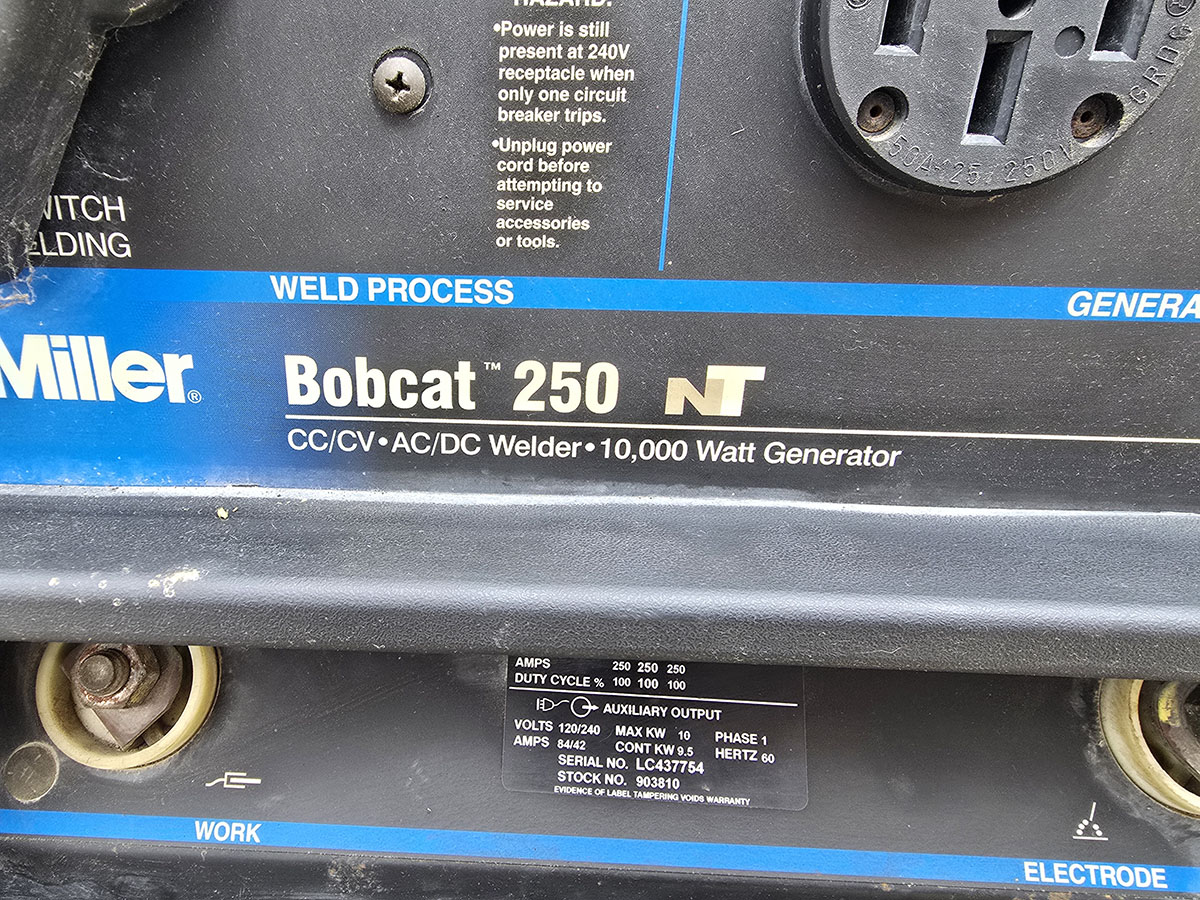 HAZARD.
•Power is still
present at 240V
receptacle when
only one circuit
breaker trips.
•Unplug power
cord before
attempting to
service
accessories
or tools.
50A-125/250V GRDG
WITCH
ELDING
WELD PROCESS
GENERA
Miller®
Bobcat™ 250 NT
CC/CV•AC/DC Welder•10,000 Watt Generator
AMPS 250 250 250
DUTY CYCLE % 100 100 100
AUXILIARY OUTPUT
VOLTS 120/240 MAX KW 10 PHASE 1
AMPS 84/42 CONT KW 9.5 HERTZ 60
SERIAL NO. LC437754
STOCK NO. 903810
EVIDENCE OF LABEL TAMPERING VOIDS WARRANTY
WORK
ELECTRODE